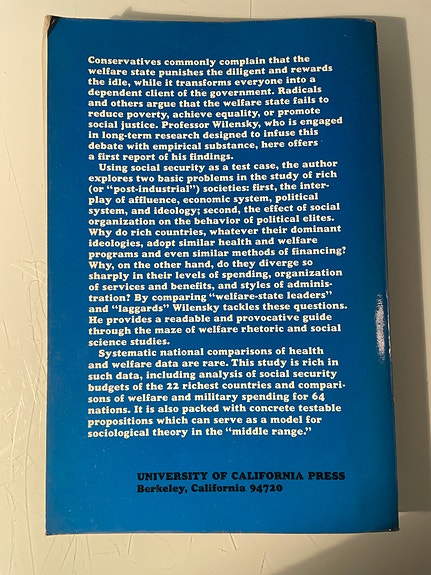 Conservatives commonly complain that the
welfare state punishes the diligent and rewards
the idle, while it transforms everyone into a
dependent client of the government. Radicals
and others argue that the welfare state fails to
reduce poverty, achieve equality, or promote
social justice. Professor Wilensky, who is engaged
in long-term research designed to infuse this
debate with empirical substance, here offers
a first report of his findings.
Using social security as a test case, the author
explores two basic problems in the study of rich
(or “post-industrial”) societies: first, the inter-
play of affluence, economic system, political
system, and ideology; second, the effect of social
organization on the behavior of political elites.
Why do rich countries, whatever their dominant
ideologies, adopt similar health and welfare
programs and even similar methods of financing?
Why, on the other hand, do they diverge so
sharply in their levels of spending, organization
of services and benefits, and styles of adminis-
tration? By comparing “welfare-state leaders”
and “laggards” Wilensky tackles these questions.
He provides a readable and provocative guide
through the maze of welfare rhetoric and social
science studies.
Systematic national comparisons of health
and welfare data are rare. This study is rich in
such data, including analysis of social security
budgets of the 22 richest countries and compari-
sons of welfare and military spending for 64
nations. It is also packed with concrete testable
propositions which can serve as a model for
sociological theory in the “middle range.”
UNIVERSITY OF CALIFORNIA PRESS
Berkeley, California 94720